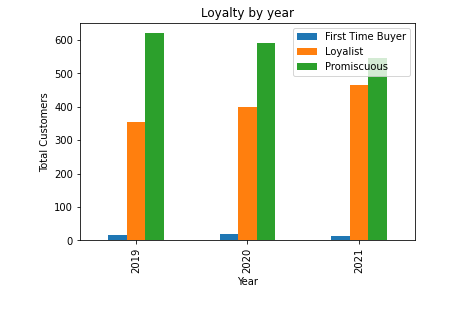 Loyalty by year
First Time Buyer
Loyalist
Promiscuous
Total Customers
600
500
400
300
200
100
0
2019
2020
2021
Year